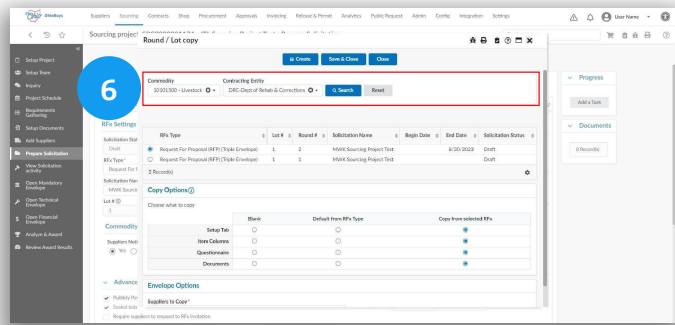 OhioBuys
Suppliers Sourcing Contracts Shop Procurement Approvals Invoicing Release & Permit Analytics Public Request Admin Config Integration Settings
User Name
Sourcing project
Round / Lot copy
Create Save & Close Close
6
Commodity Contracting Entity
10101500 - Livestock DRC-Dept of Rehab & Corrections Search Reset
Setup Project
Setup Team
Inquiry
Project Schedule
Requirements Gathering
Setup Documents
Add Suppliers
Prepare Solicitation
View Solicitation activity
Open Mandatory Envelope
Open Technical Envelope
Open Financial Envelope
Analyze & Award
Review Award Results
RFx Settings
Solicitation Stat
Draft
RFx Type *
Request For F
Solicitation Nam
MWK Sourci
Lot #
1
Commodity
Suppliers Noti
Yes
Advance
Publicly Po
Sealed bids
Require suppliers to respond to RFx invitation
RFx Type Lot # Round # Solicitation Name Begin Date End Date Solicitation Status
Request For Proposal (RFP) (Triple Envelope) 1 2 MWK Sourcing Project Test 8/30/2023 Draft
Request For Proposal (RFP) (Triple Envelope) 1 1 MWK Sourcing Project Test Draft
2 Record(s)
Copy Options
Choose what to copy
Blank Default from RFx Type Copy from selected RFx
Setup Tab
Item Columns
Questionnaire
Documents
Envelope Options
Suppliers to Copy *
Progress
Add a Task
Documents
0 Record(s)